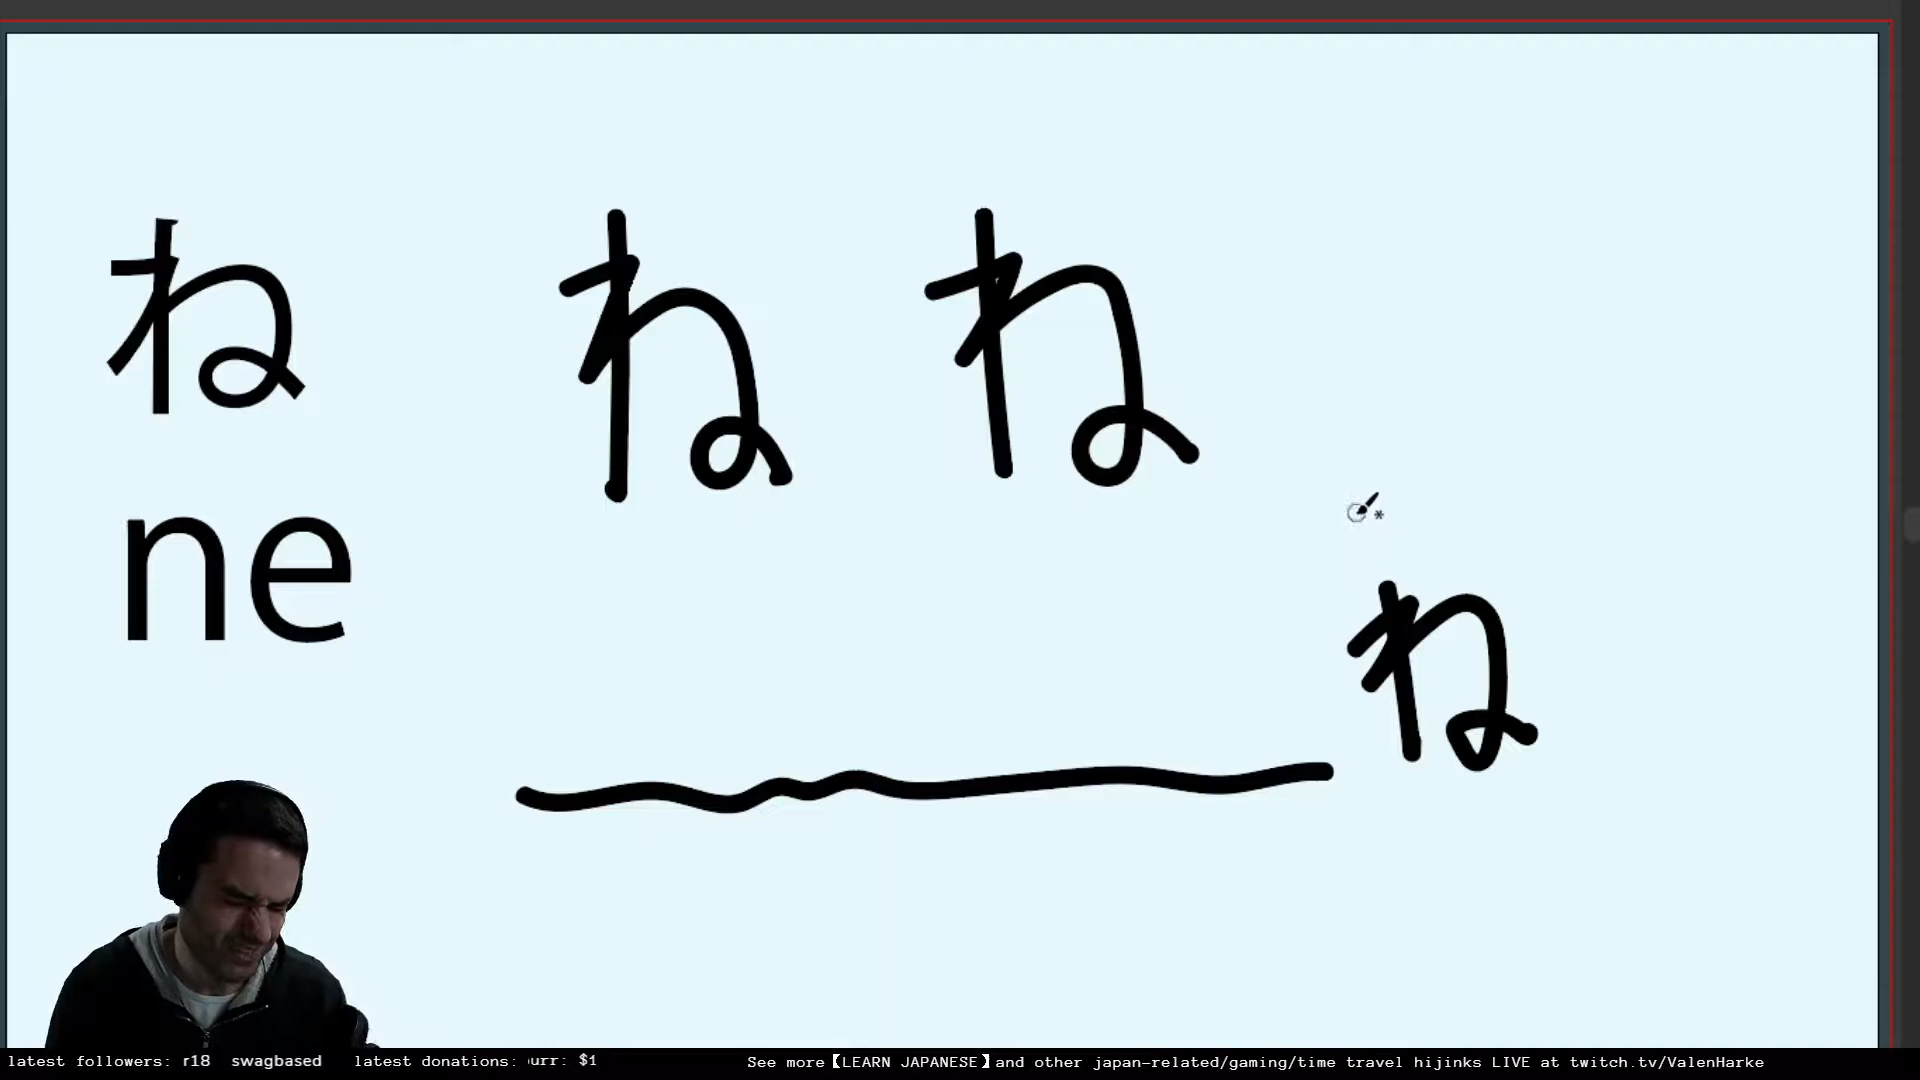 ね ね ね
ne
ね
latest followers: r18 swagbased latest donations: urr: $1 See more【LEARN JAPANESE】and other japan-related/gaming/time travel hijinks LIVE at twitch.tv/ValenHarke